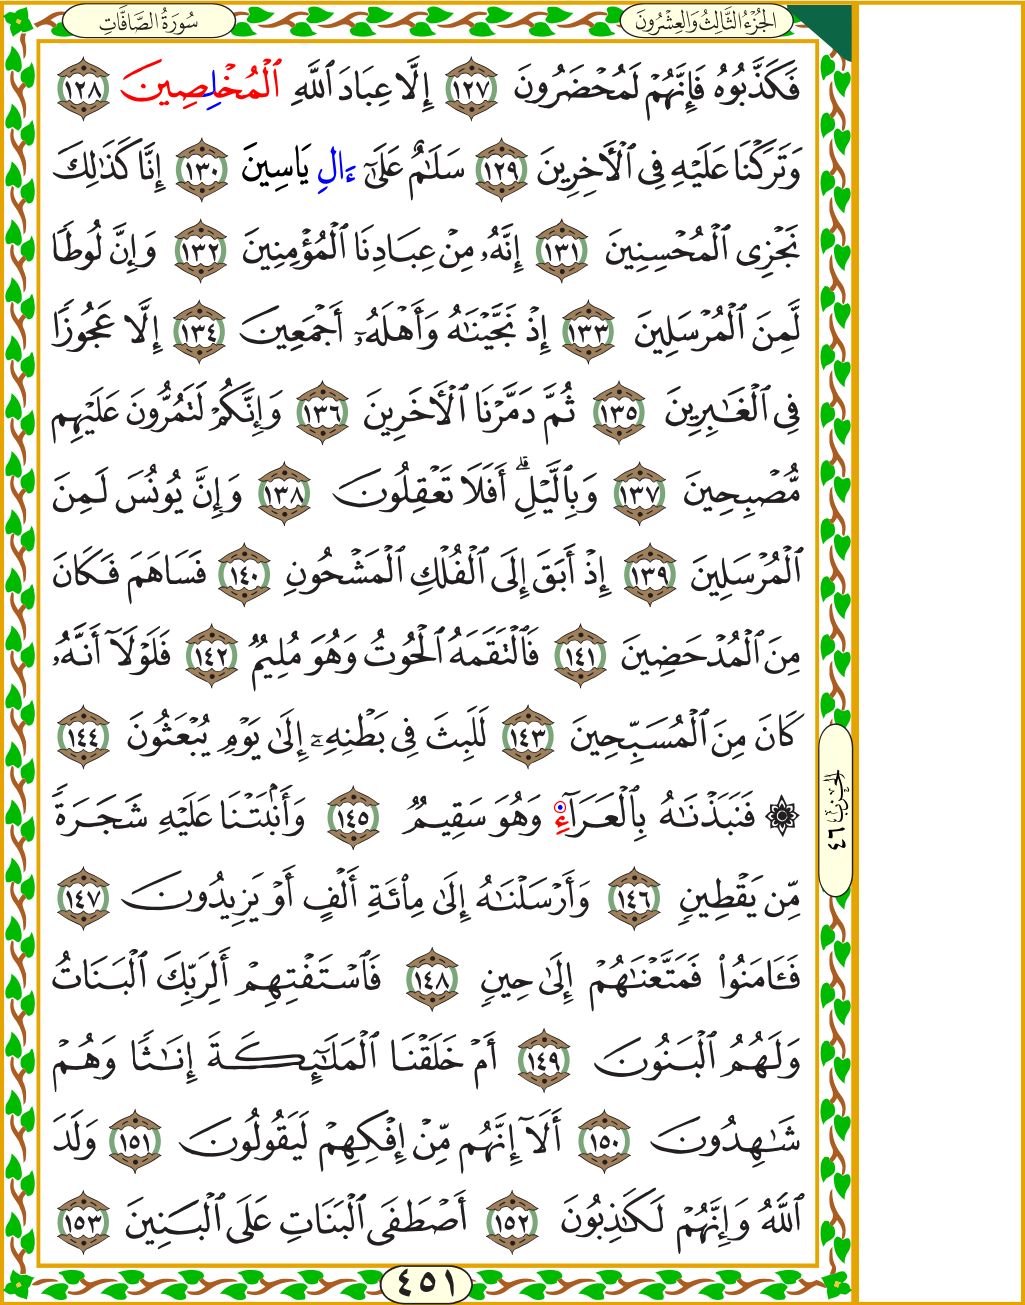 سُورَةُ الصَّافَّاتِ
الجُزْءُ الثَّالِثُ وَالعِشْرُونَ
فَكَذَّبُوهُ فَإِنَّهُمْ لَمُحْضَرُونَ ١٢٧ إِلَّا عِبَادَ ٱللَّهِ ٱلْمُخْلِصِينَ ١٢٨
وَتَرَكْنَا عَلَيْهِ فِى ٱلْأَخِرِينَ ١٢٩ سَلَٰمٌ عَلَىٰٓ ءَالِ يَاسِينَ ١٣٠ إِنَّا كَذَٰلِكَ
نَجْزِى ٱلْمُحْسِنِينَ ١٣١ إِنَّهُۥ مِنْ عِبَادِنَا ٱلْمُؤْمِنِينَ ١٣٢ وَإِنَّ لُوطًا
لَّمِنَ ٱلْمُرْسَلِينَ ١٣٣ إِذْ نَجَّيْنَٰهُ وَأَهْلَهُۥٓ أَجْمَعِينَ ١٣٤ إِلَّا عَجُوزًا
فِى ٱلْغَٰبِرِينَ ١٣٥ ثُمَّ دَمَّرْنَا ٱلْأَخَرِينَ ١٣٦ وَإِنَّكُمْ لَتَمُرُّونَ عَلَيْهِم
مُّصْبِحِينَ ١٣٧ وَبِٱلَّيْلِ ۗ أَفَلَا تَعْقِلُونَ ١٣٨ وَإِنَّ يُونُسَ لَمِنَ
ٱلْمُرْسَلِينَ ١٣٩ إِذْ أَبَقَ إِلَى ٱلْفُلْكِ ٱلْمَشْحُونِ ١٤٠ فَسَاهَمَ فَكَانَ
مِنَ ٱلْمُدْحَضِينَ ١٤١ فَٱلْتَقَمَهُ ٱلْحُوتُ وَهُوَ مُلِيمٌ ١٤٢ فَلَوْلَآ أَنَّهُۥ
كَانَ مِنَ ٱلْمُسَبِّحِينَ ١٤٣ لَلَبِثَ فِى بَطْنِهِۦٓ إِلَىٰ يَوْمِ يُبْعَثُونَ ١٤٤
۞ فَنَبَذْنَٰهُ بِٱلْعَرَآءِ وَهُوَ سَقِيمٌ ١٤٥ وَأَنۢبَتْنَا عَلَيْهِ شَجَرَةً
مِّن يَقْطِينٍ ١٤٦ وَأَرْسَلْنَٰهُ إِلَىٰ مِا۟ئَةِ أَلْفٍ أَوْ يَزِيدُونَ ١٤٧
فَـَٔامَنُوا۟ فَمَتَّعْنَٰهُمْ إِلَىٰ حِينٍ ١٤٨ فَٱسْتَفْتِهِمْ أَلِرَبِّكَ ٱلْبَنَاتُ
وَلَهُمُ ٱلْبَنُونَ ١٤٩ أَمْ خَلَقْنَا ٱلْمَلَٰٓئِكَةَ إِنَٰثًا وَهُمْ
شَٰهِدُونَ ١٥٠ أَلَآ إِنَّهُم مِّنْ إِفْكِهِمْ لَيَقُولُونَ ١٥١ وَلَدَ
ٱللَّهُ وَإِنَّهُمْ لَكَٰذِبُونَ ١٥٢ أَصْطَفَى ٱلْبَنَاتِ عَلَى ٱلْبَنِينَ ١٥٣
الحزب ٤٦
٤٥١